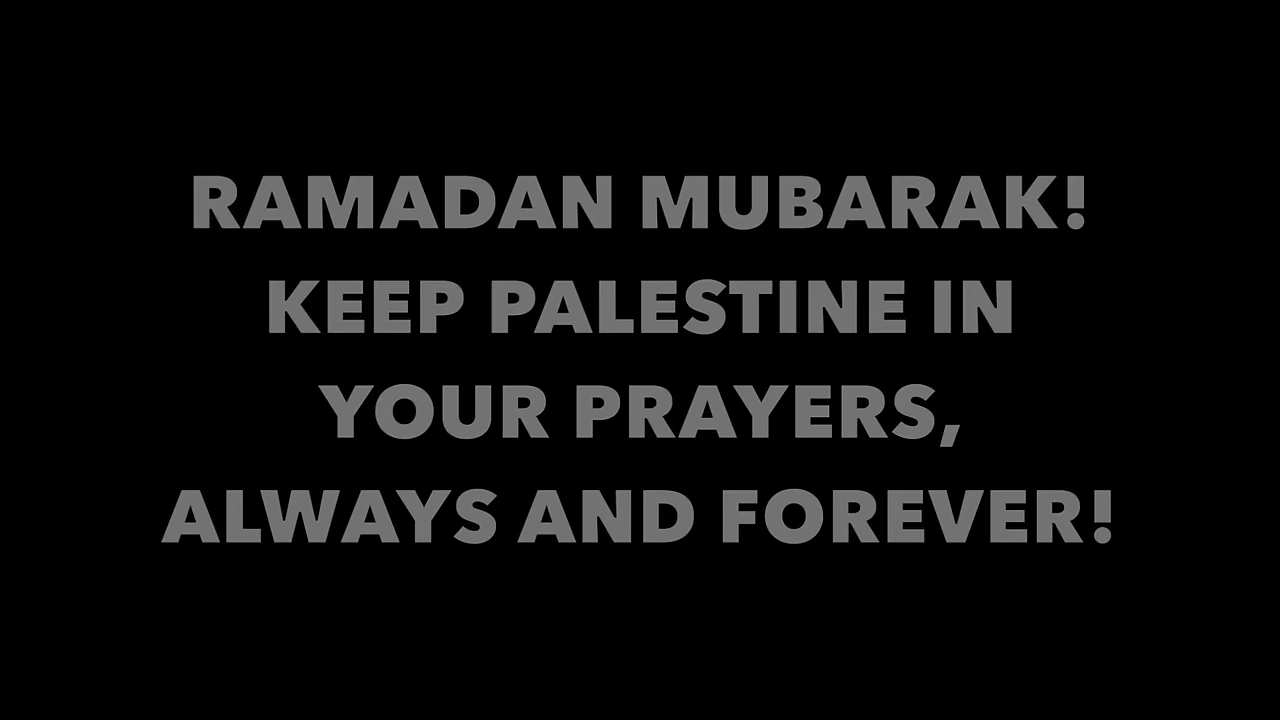 RAMADAN MUBARAK!
KEEP PALESTINE IN
YOUR PRAYERS,
ALWAYS AND FOREVER!